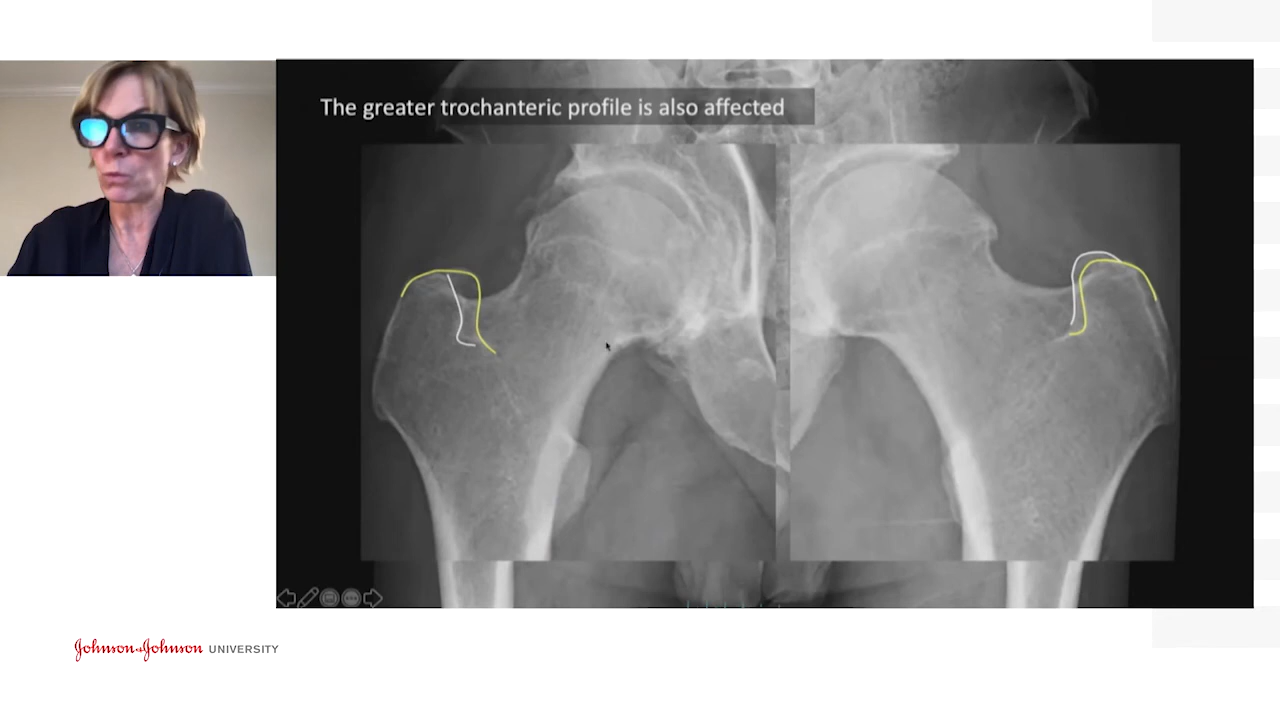 The greater trochanteric profile is also affected
Johnson & Johnson UNIVERSITY